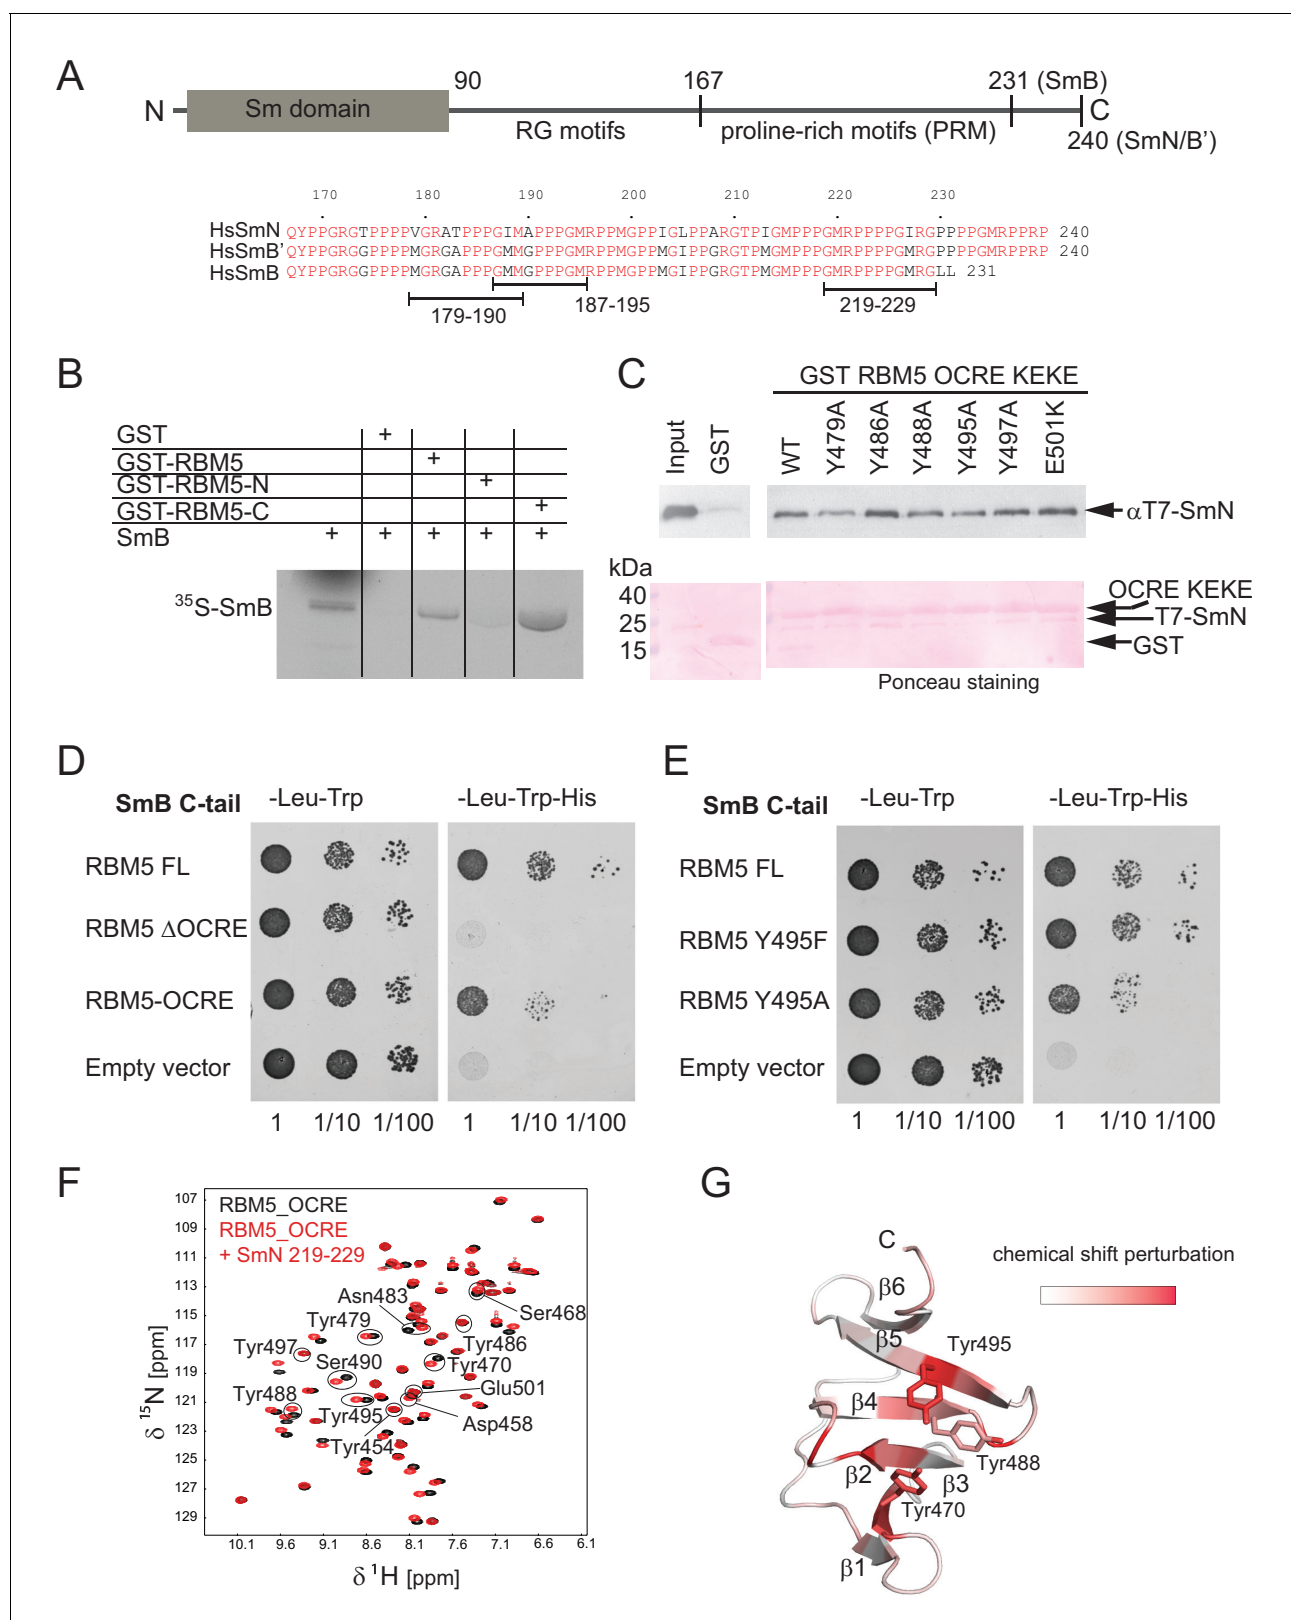 A
90 167 231 (SmB)
N Sm domain C
RG motifs proline-rich motifs (PRM)
240 (SmN/B')
170 180 190 200 210 220 230
HsSmN QYPPGRGTPPPPVGRATPPPGIMAPPPGMRPPMGPPIGLPPARGTPIGMPPPGMRPPPPGIRGPPPPGMRPPRP 240
HsSmB' QYPPGRGGPPPPMGRGAPPPGMMGPPPGMRPPMGPPMGIPPGRGTPMGMPPPGMRPPPPGMRGPPPPGMRPPRP 240
HsSmB QYPPGRGGPPPPMGRGAPPPGMMGPPPGMRPPMGPPMGIPPGRGTPMGMPPPGMRPPPPGMRGLL 231
179-190 187-195 219-229
B
GST +
GST-RBM5 +
GST-RBM5-N +
GST-RBM5-C +
SmB + + + + +
35S-SmB
C
GST RBM5 OCRE KEKE
Input GST WT Y479A Y486A Y488A Y495A Y497A E501K
αT7-SmN
kDa
40
25
15
OCRE KEKE
T7-SmN
GST
Ponceau staining
D
SmB C-tail -Leu-Trp -Leu-Trp-His
RBM5 FL
RBM5 ΔOCRE
RBM5-OCRE
Empty vector
1 1/10 1/100 1 1/10 1/100
E
SmB C-tail -Leu-Trp -Leu-Trp-His
RBM5 FL
RBM5 Y495F
RBM5 Y495A
Empty vector
1 1/10 1/100 1 1/10 1/100
F
RBM5_OCRE
RBM5_OCRE
+ SmN 219-229
107
109
111
113
115
117
119
121
123
125
127
129
δ 15N [ppm]
Asn483
Ser468
Tyr479
Tyr497
Tyr486
Ser490
Tyr470
Tyr488
Glu501
Tyr495
Asp458
Tyr454
10.1 9.6 9.1 8.6 8.1 7.6 7.1 6.6 6.1
δ 1H [ppm]
G
C
chemical shift perturbation
β6
β5
Tyr495
β4
Tyr488
β2
β3
Tyr470
β1